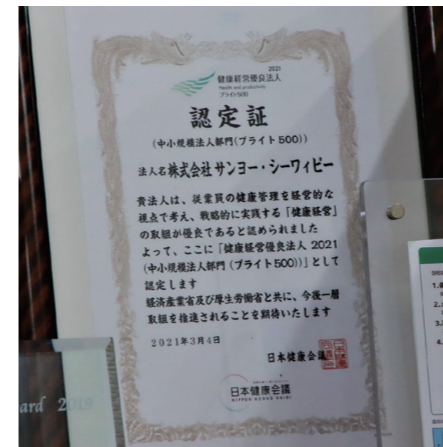 2021
健康経営優良法人
Health and productivity
ブライト500
認定証
(中小規模法人部門(ブライト500))
法人名 株式会社 サンヨー・シーワィピー
貴法人は、従業員の健康管理を経営的な
視点で考え、戦略的に実践する「健康経営」
の取組が優良であると認められました
よって、ここに「健康経営優良法人 2021
(中小規模法人部門 (ブライト 500))」として
認定します
経済産業省及び厚生労働省と共に、今後一層
取組を推進されることを期待いたします
2021年3月4日
日本健康会議
日本健康会議
NIPPON KENKO KAIGI
ard 2019
1.
2.
3.
4.